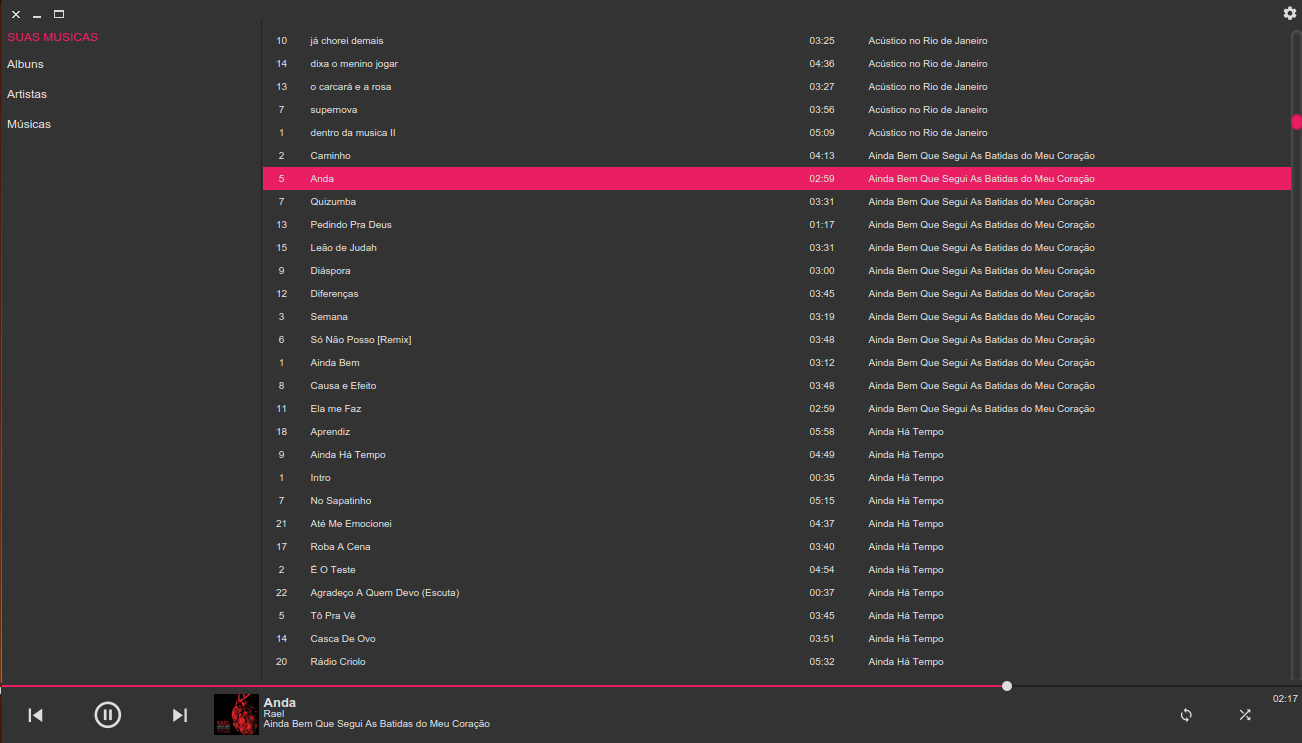 SUAS MUSICAS
Albuns
Artistas
Músicas
10 já chorei demais 03:25 Acústico no Rio de Janeiro
14 dixa o menino jogar 04:36 Acústico no Rio de Janeiro
13 o carcará e a rosa 03:27 Acústico no Rio de Janeiro
7 supernova 03:56 Acústico no Rio de Janeiro
1 dentro da musica II 05:09 Acústico no Rio de Janeiro
2 Caminho 04:13 Ainda Bem Que Segui As Batidas do Meu Coração
5 Anda 02:59 Ainda Bem Que Segui As Batidas do Meu Coração
7 Quizumba 03:31 Ainda Bem Que Segui As Batidas do Meu Coração
13 Pedindo Pra Deus 01:17 Ainda Bem Que Segui As Batidas do Meu Coração
15 Leão de Judah 03:31 Ainda Bem Que Segui As Batidas do Meu Coração
9 Diáspora 03:00 Ainda Bem Que Segui As Batidas do Meu Coração
12 Diferenças 03:45 Ainda Bem Que Segui As Batidas do Meu Coração
3 Semana 03:19 Ainda Bem Que Segui As Batidas do Meu Coração
6 Só Não Posso [Remix] 03:48 Ainda Bem Que Segui As Batidas do Meu Coração
1 Ainda Bem 03:12 Ainda Bem Que Segui As Batidas do Meu Coração
8 Causa e Efeito 03:48 Ainda Bem Que Segui As Batidas do Meu Coração
11 Ela me Faz 02:59 Ainda Bem Que Segui As Batidas do Meu Coração
18 Aprendiz 05:58 Ainda Há Tempo
9 Ainda Há Tempo 04:49 Ainda Há Tempo
1 Intro 00:35 Ainda Há Tempo
7 No Sapatinho 05:15 Ainda Há Tempo
21 Até Me Emocionei 04:37 Ainda Há Tempo
17 Roba A Cena 03:40 Ainda Há Tempo
2 É O Teste 04:54 Ainda Há Tempo
22 Agradeço A Quem Devo (Escuta) 00:37 Ainda Há Tempo
5 Tô Pra Vê 03:45 Ainda Há Tempo
14 Casca De Ovo 03:51 Ainda Há Tempo
20 Rádio Criolo 05:32 Ainda Há Tempo
RAEL
Anda
Rael
Ainda Bem Que Segui As Batidas do Meu Coração
02:17